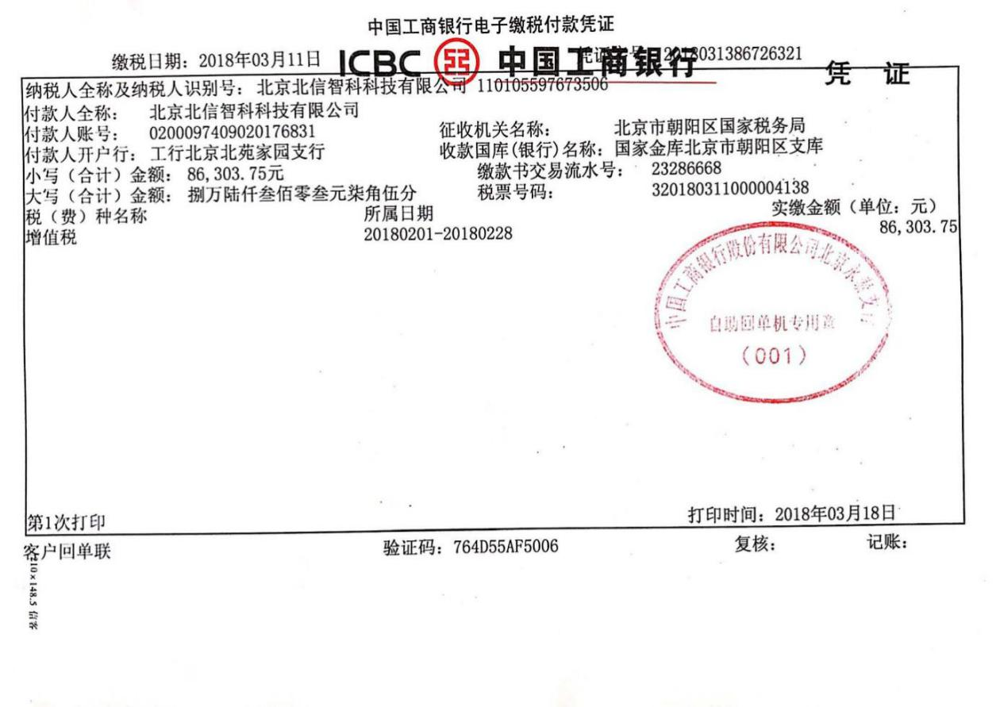 中国工商银行电子缴税付款凭证
缴税日期：2018年03月11日 ICBC 中国工商银行 2018031386726321 凭 证
纳税人全称及纳税人识别号：北京北信智科科技有限公司 110105597673506
付款人全称： 北京北信智科科技有限公司
付款人账号： 0200097409020176831 征收机关名称： 北京市朝阳区国家税务局
付款人开户行：工行北京北苑家园支行 收款国库(银行)名称：国家金库北京市朝阳区支库
小写（合计）金额： 86,303.75元 缴款书交易流水号： 23286668
大写（合计）金额： 捌万陆仟叁佰零叁元柒角伍分 税票号码： 320180311000004138
税（费）种名称 所属日期 实缴金额（单位：元）
增值税 20180201-20180228 86,303.75
中国工商银行股份有限公司北京永泰支行
自助回单机专用章
(001)
第1次打印 打印时间：2018年03月18日
客户回单联 验证码：764D55AF5006 复核： 记账：
210×148.5 信客